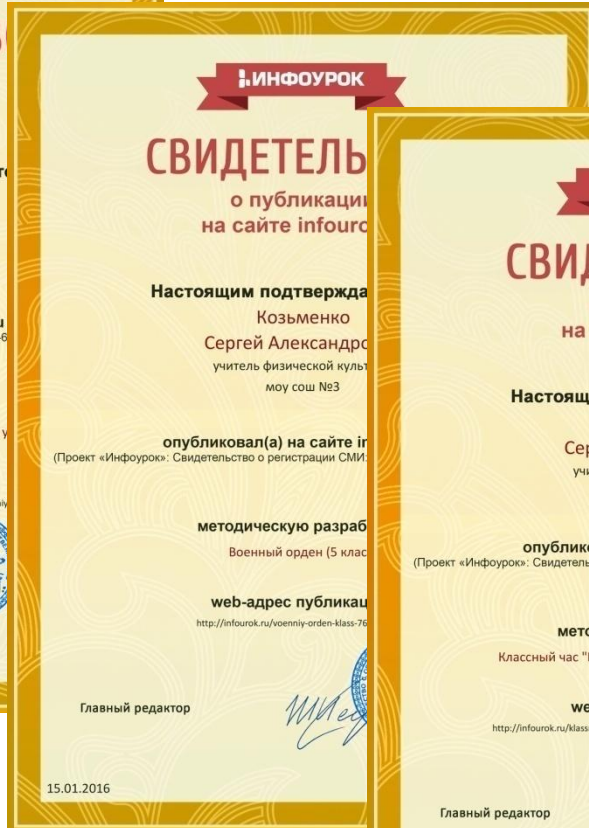 ИНФОУРОК
СВИДЕТЕЛЬ
о публикации
на сайте infouro
Настоящим подтвержда
Козьменко
Сергей Александро
учитель физической культ
моу сош №3
опубликовал(а) на сайте in
(Проект «Инфоурок»: Свидетельство о регистрации СМИ:
методическую разраб
Военный орден (5 клас
web-адрес публикац
http://infourok.ru/voenniy-orden-klass-76
Главный редактор
15.01.2016
СВИД
на
Настоящ
Сер
учи
опублико
(Проект «Инфоурок»: Свидетель
мето
Классный час "
we
http://infourok.ru/klass
Главный редактор